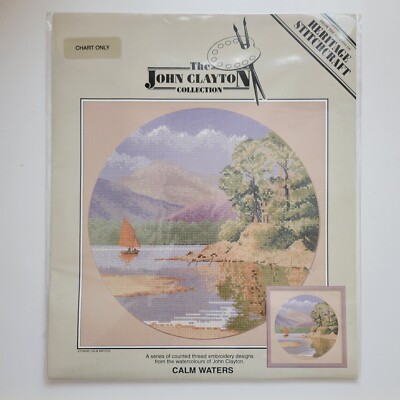 CHART ONLY
The
JOHN CLAYTON
COLLECTION
HERITAGE
STITCHCRAFT
A series of counted thread embroidery designs
from the watercolours of John Clayton.
CALM WATERS